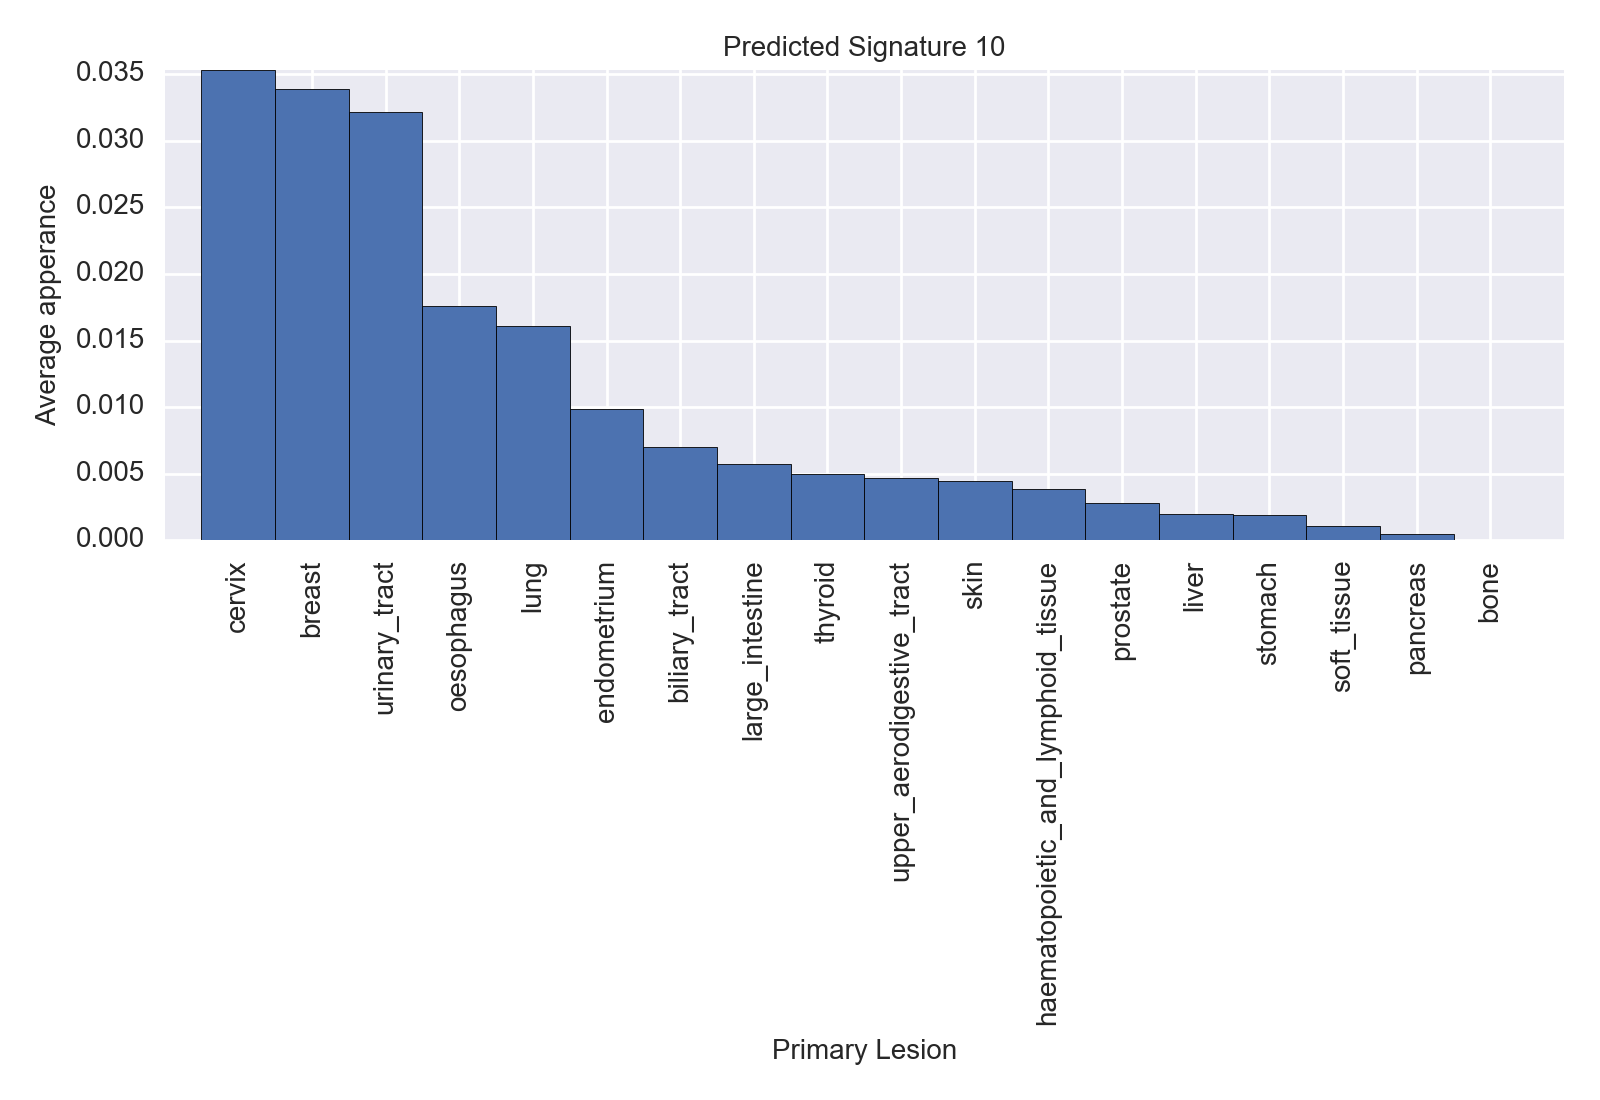 Predicted Signature 10
0.035
0.030
0.025
0.020
0.015
0.010
0.005
0.000
Average apperance
cervix
breast
urinary_tract
oesophagus
lung
endometrium
biliary_tract
large_intestine
thyroid
upper_aerodigestive_tract
skin
haematopoietic_and_lymphoid_tissue
prostate
liver
stomach
soft_tissue
pancreas
bone
Primary Lesion